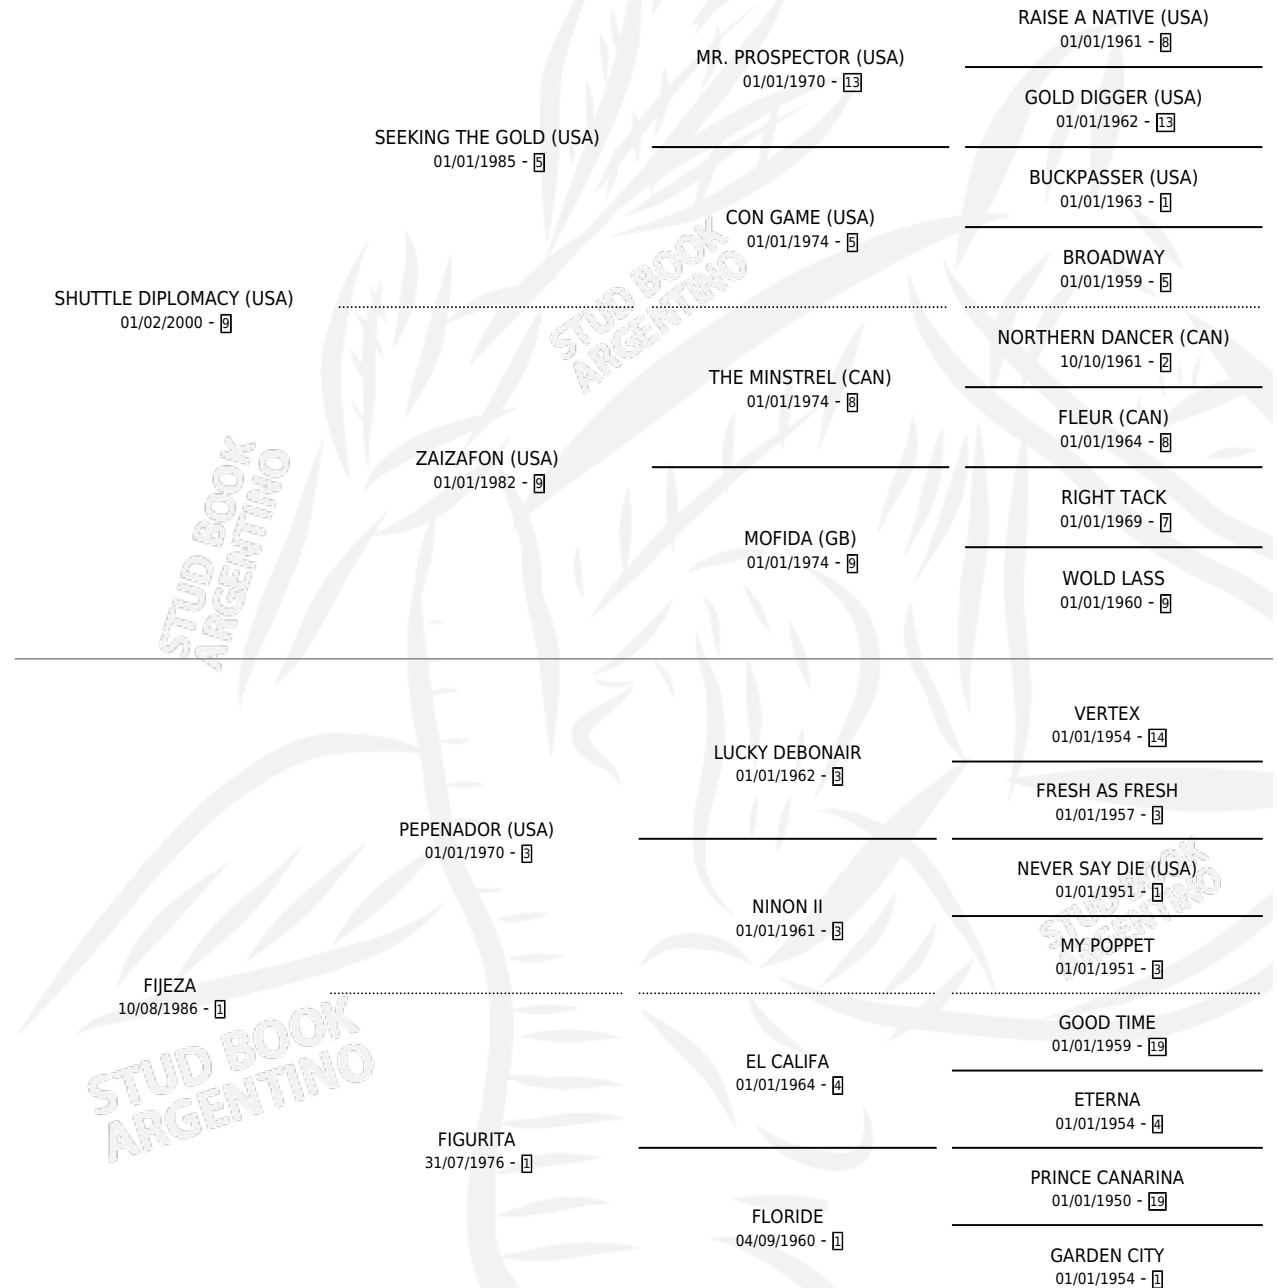 RAISE A NATIVE (USA)
01/01/1961 - 8
MR. PROSPECTOR (USA)
01/01/1970 - 13
GOLD DIGGER (USA)
01/01/1962 - 13
SEEKING THE GOLD (USA)
01/01/1985 - 5
BUCKPASSER (USA)
01/01/1963 - 1
CON GAME (USA)
01/01/1974 - 5
BROADWAY
01/01/1959 - 5
SHUTTLE DIPLOMACY (USA)
01/02/2000 - 9
NORTHERN DANCER (CAN)
10/10/1961 - 2
THE MINSTREL (CAN)
01/01/1974 - 8
FLEUR (CAN)
01/01/1964 - 8
ZAIZAFON (USA)
01/01/1982 - 9
RIGHT TACK
01/01/1969 - 7
MOFIDA (GB)
01/01/1974 - 9
WOLD LASS
01/01/1960 - 9
VERTEX
01/01/1954 - 14
LUCKY DEBONAIR
01/01/1962 - 3
FRESH AS FRESH
01/01/1957 - 3
PEPENADOR (USA)
01/01/1970 - 3
NEVER SAY DIE (USA)
01/01/1951 - 1
NINON II
01/01/1961 - 3
MY POPPET
01/01/1951 - 3
FIJEZA
10/08/1986 - 1
GOOD TIME
01/01/1959 - 19
EL CALIFA
01/01/1964 - 4
ETERNA
01/01/1954 - 4
FIGURITA
31/07/1976 - 1
PRINCE CANARINA
01/01/1950 - 19
FLORIDE
04/09/1960 - 1
GARDEN CITY
01/01/1954 - 1
STUD BOOK
ARGENTINO
STUD BOOK
ARGENTINO
STUD BOOK
ARGENTINO
STUD BOOK
ARGENTINO